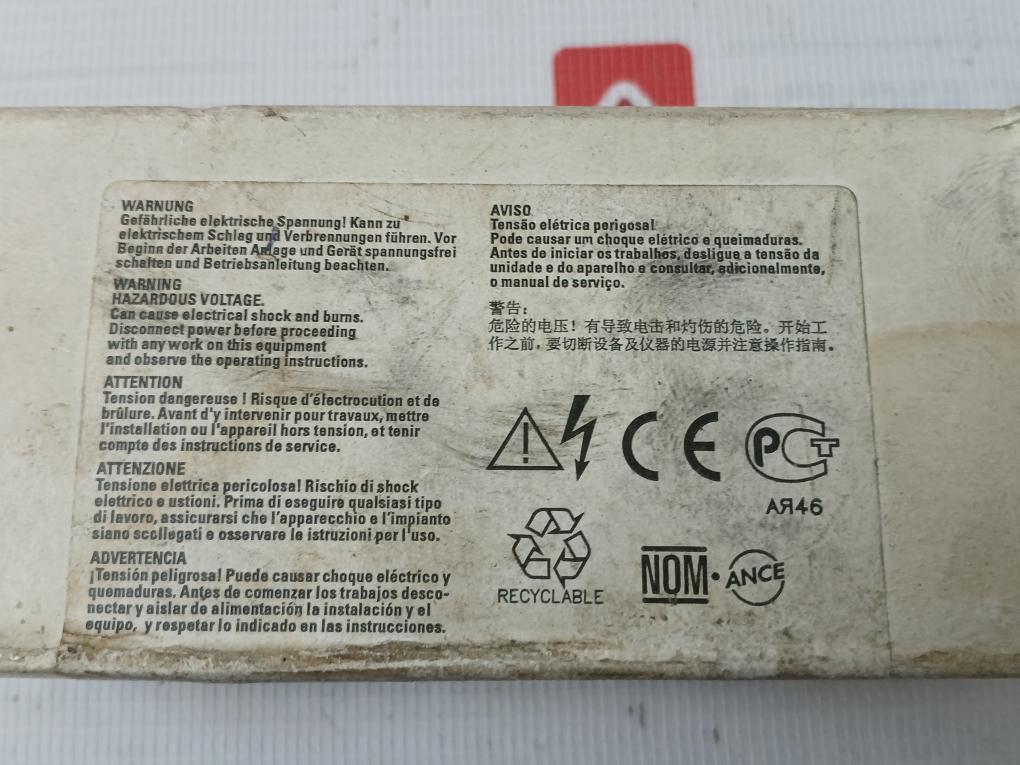 WARNUNG
Gefährliche elektrische Spannung! Kann zu
elektrischem Schlag und Verbrennungen führen. Vor
Beginn der Arbeiten Anlage und Gerät spannungsfrei
schalten und Betriebsanleitung beachten.
WARNING
HAZARDOUS VOLTAGE.
Can cause electrical shock and burns.
Disconnect power before proceeding
with any work on this equipment
and observe the operating instructions.
ATTENTION
Tension dangereuse ! Risque d'électrocution et de
brûlure. Avant d'y intervenir pour travaux, mettre
l'installation ou l'appareil hors tension, et tenir
compte des instructions de service.
ATTENZIONE
Tensione elettrica pericolosa! Rischio di shock
elettrico e ustioni. Prima di eseguire qualsiasi tipo
di lavoro, assicurarsi che l'apparecchio e l'impianto
siano scollegati e osservare le istruzioni per l'uso.
ADVERTENCIA
¡Tensión peligrosa! Puede causar choque eléctrico y
quemaduras. Antes de comenzar los trabajos desco-
nectar y aislar de alimentación la instalación y el
equipo, y respetar lo indicado en las instrucciones.
AVISO
Tensão elétrica perigosa!
Pode causar um choque elétrico e queimaduras.
Antes de iniciar os trabalhos, desligue a tensão da
unidade e do aparelho e consultar, adicionalmente,
o manual de serviço.
警告:
危险的电压! 有导致电击和灼伤的危险。开始工
作之前, 要切断设备及仪器的电源并注意操作指南。
CE
РСТ
АЯ46
RECYCLABLE
NOM • ANCE